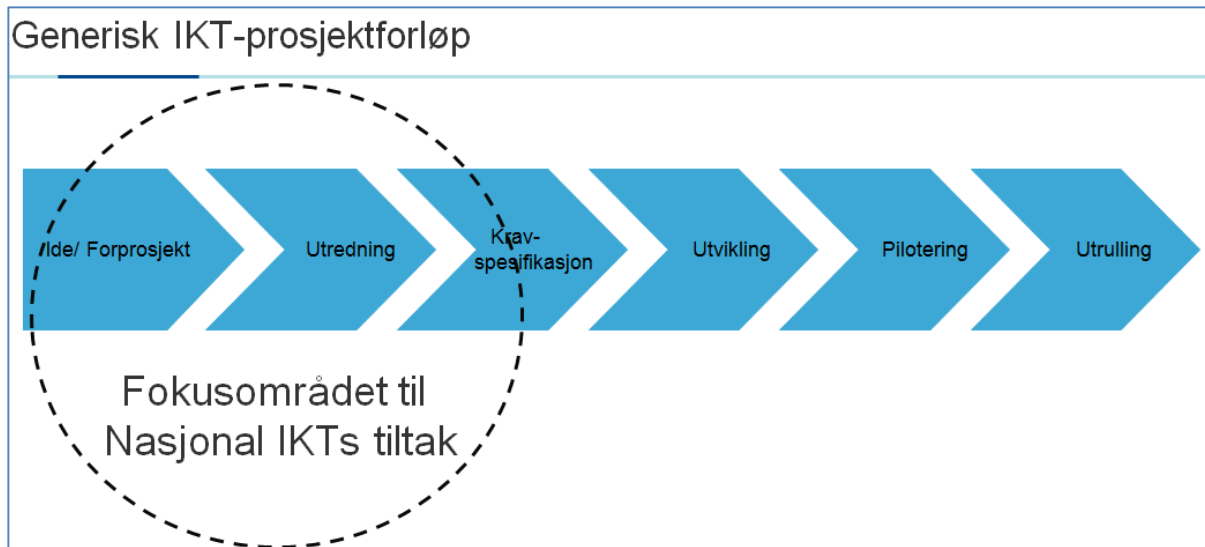 Generisk IKT-prosjektforløp
Ide/ Forprosjekt
Utredning
Krav-
spesifikasjon
Utvikling
Pilotering
Utrulling
Fokusområdet til
Nasjonal IKTs tiltak